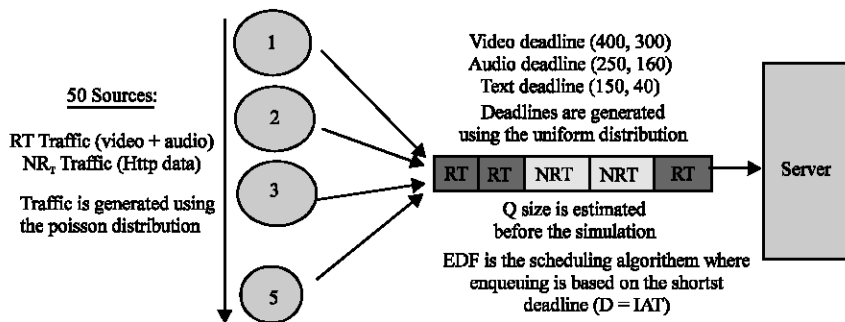 50 Sources:
RT Traffic (video + audio)
NRT Traffic (Http data)
Traffic is generated using
the poisson distribution
1
2
3
5
Video deadline (400, 300)
Audio deadline (250, 160)
Text deadline (150, 40)
Deadlines are generated
using the uniform distribution
RT RT NRT NRT RT
Q size is estimated
before the simulation
EDF is the scheduling algorithem where
enqueuing is based on the shortst
deadline (D = IAT)
Server